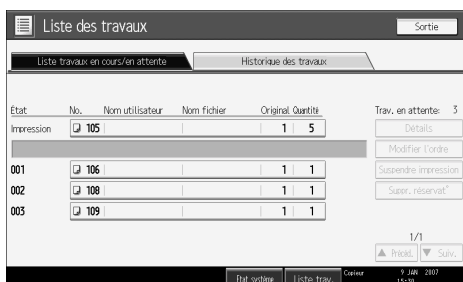 Liste des travaux
Sortie
Liste travaux en cours/en attente
Historique des travaux
État No. Nom utilisateur Nom fichier Original Quantité Trav. en attente: 3
Impression 105 1 5
Détails
Modifier l'ordre
001 106 1 1
Suspendre impression
002 108 1 1
Suppr. réservat°
003 109 1 1
1/1
▲ Précéd. ▼ Suiv.
Etat système Liste trav. Copieur 9 JAN 2007
15:39